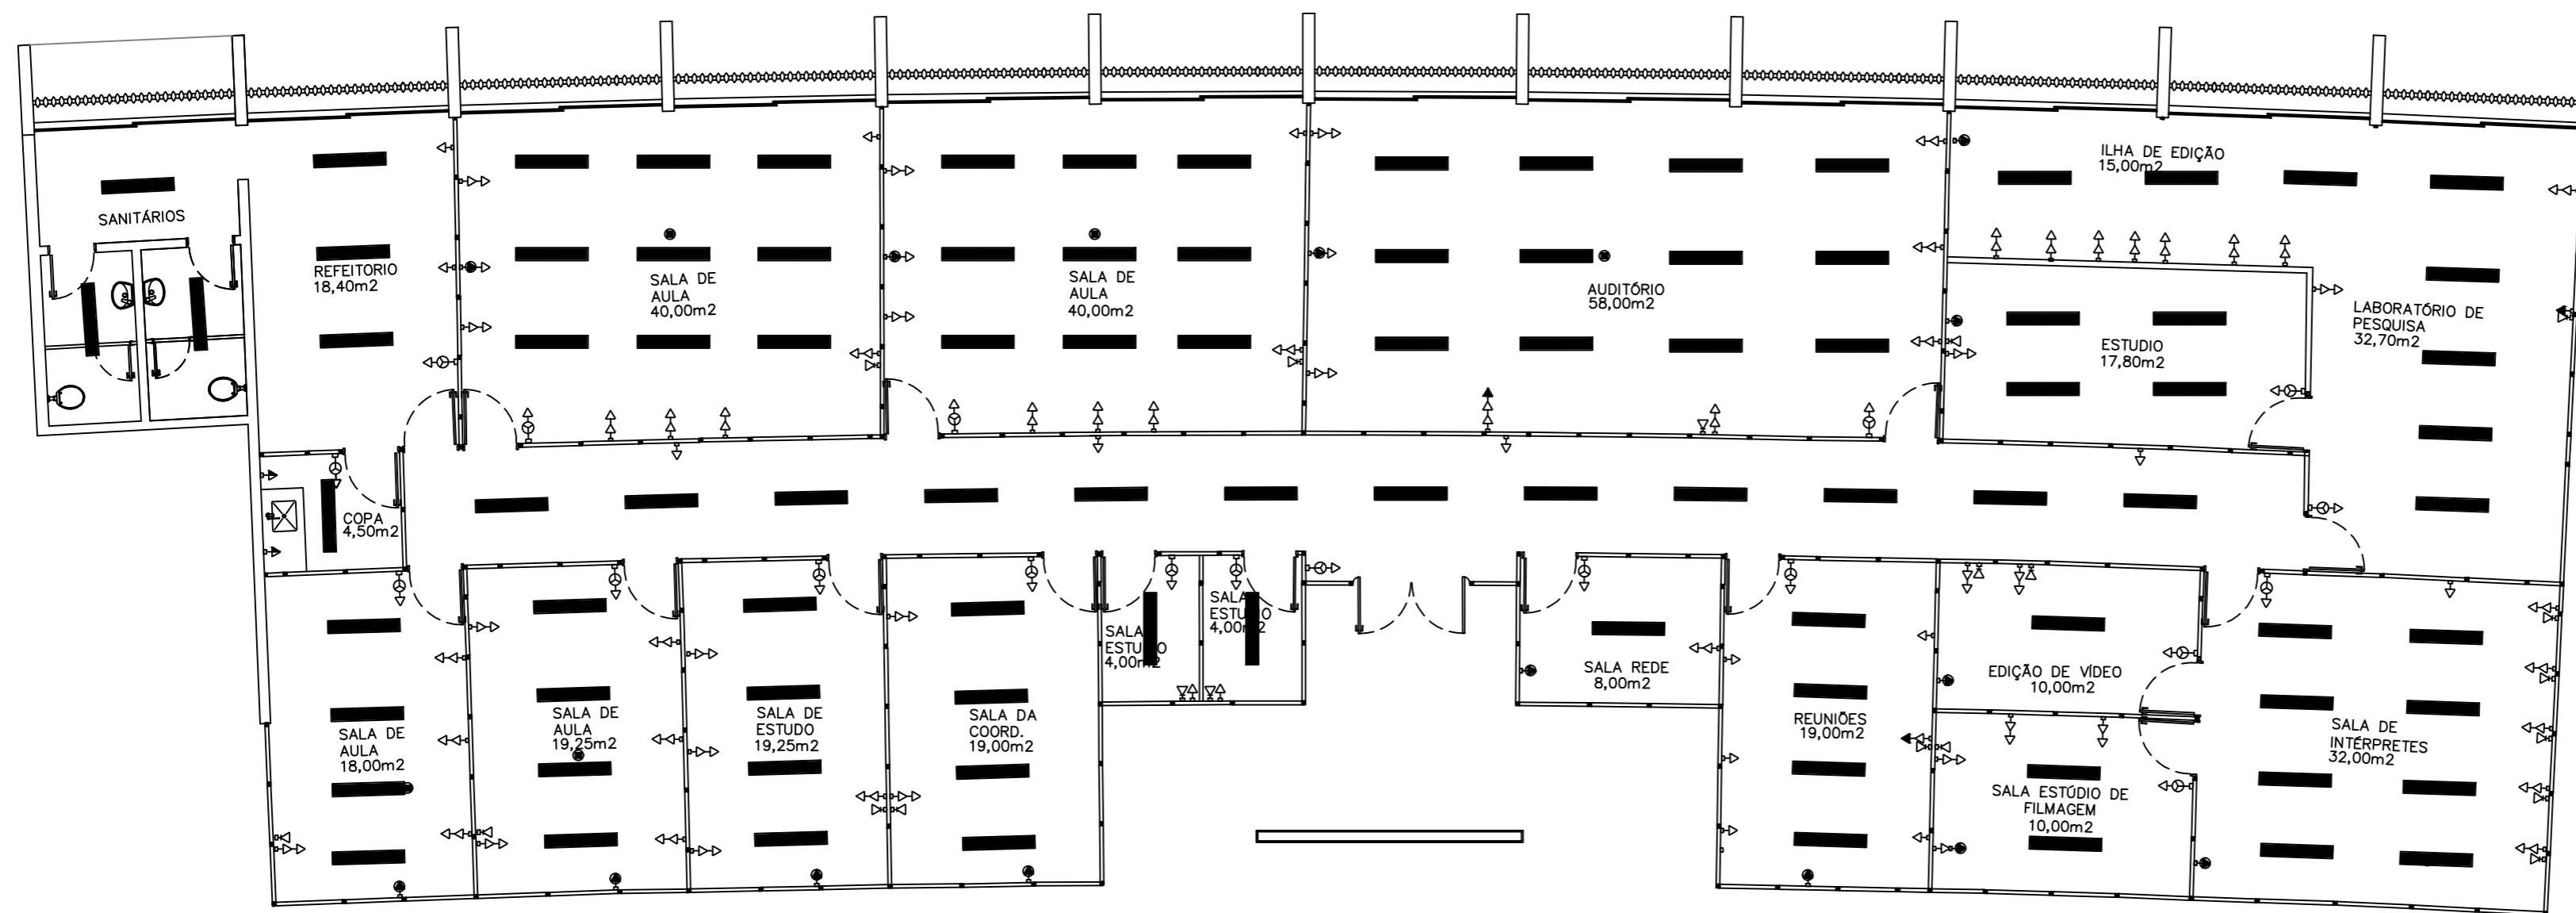 SANITÁRIOS
REFEITORIO
18,40m2
SALA DE
AULA
40,00m2
SALA DE
AULA
40,00m2
AUDITÓRIO
58,00m2
ILHA DE EDIÇÃO
15,00m2
ESTUDIO
17,80m2
LABORATÓRIO DE
PESQUISA
32,70m2
COPA
4,50m2
SALA DE
AULA
18,00m2
SALA DE
AULA
19,25m2
SALA DE
ESTUDO
19,25m2
SALA DA
COORD.
19,00m2
SALA
ESTUDO
4,00m2
SALA
ESTUDO
4,00m2
SALA REDE
8,00m2
REUNIÕES
19,00m2
EDIÇÃO DE VÍDEO
10,00m2
SALA ESTÚDIO DE
FILMAGEM
10,00m2
SALA DE
INTÉRPRETES
32,00m2